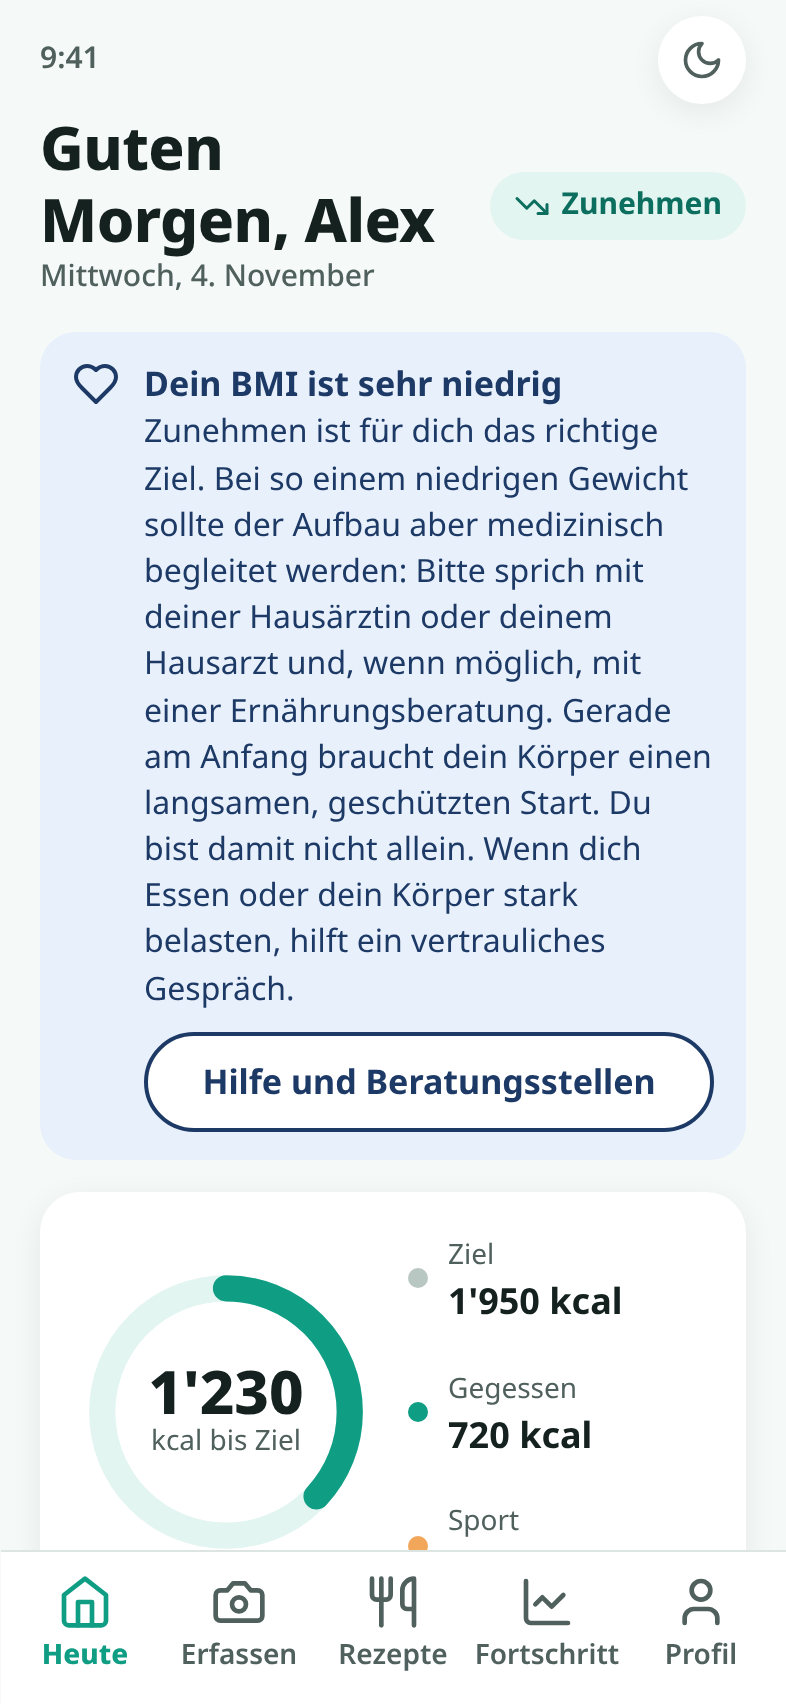 9:41
Guten
Morgen, Alex
Zunehmen
Mittwoch, 4. November
Dein BMI ist sehr niedrig
Zunehmen ist für dich das richtige
Ziel. Bei so einem niedrigen Gewicht
sollte der Aufbau aber medizinisch
begleitet werden: Bitte sprich mit
deiner Hausärztin oder deinem
Hausarzt und, wenn möglich, mit
einer Ernährungsberatung. Gerade
am Anfang braucht dein Körper einen
langsamen, geschützten Start. Du
bist damit nicht allein. Wenn dich
Essen oder dein Körper stark
belasten, hilft ein vertrauliches
Gespräch.
Hilfe und Beratungsstellen
1'230
kcal bis Ziel
Ziel
1'950 kcal
Gegessen
720 kcal
Sport
Heute
Erfassen
Rezepte
Fortschritt
Profil